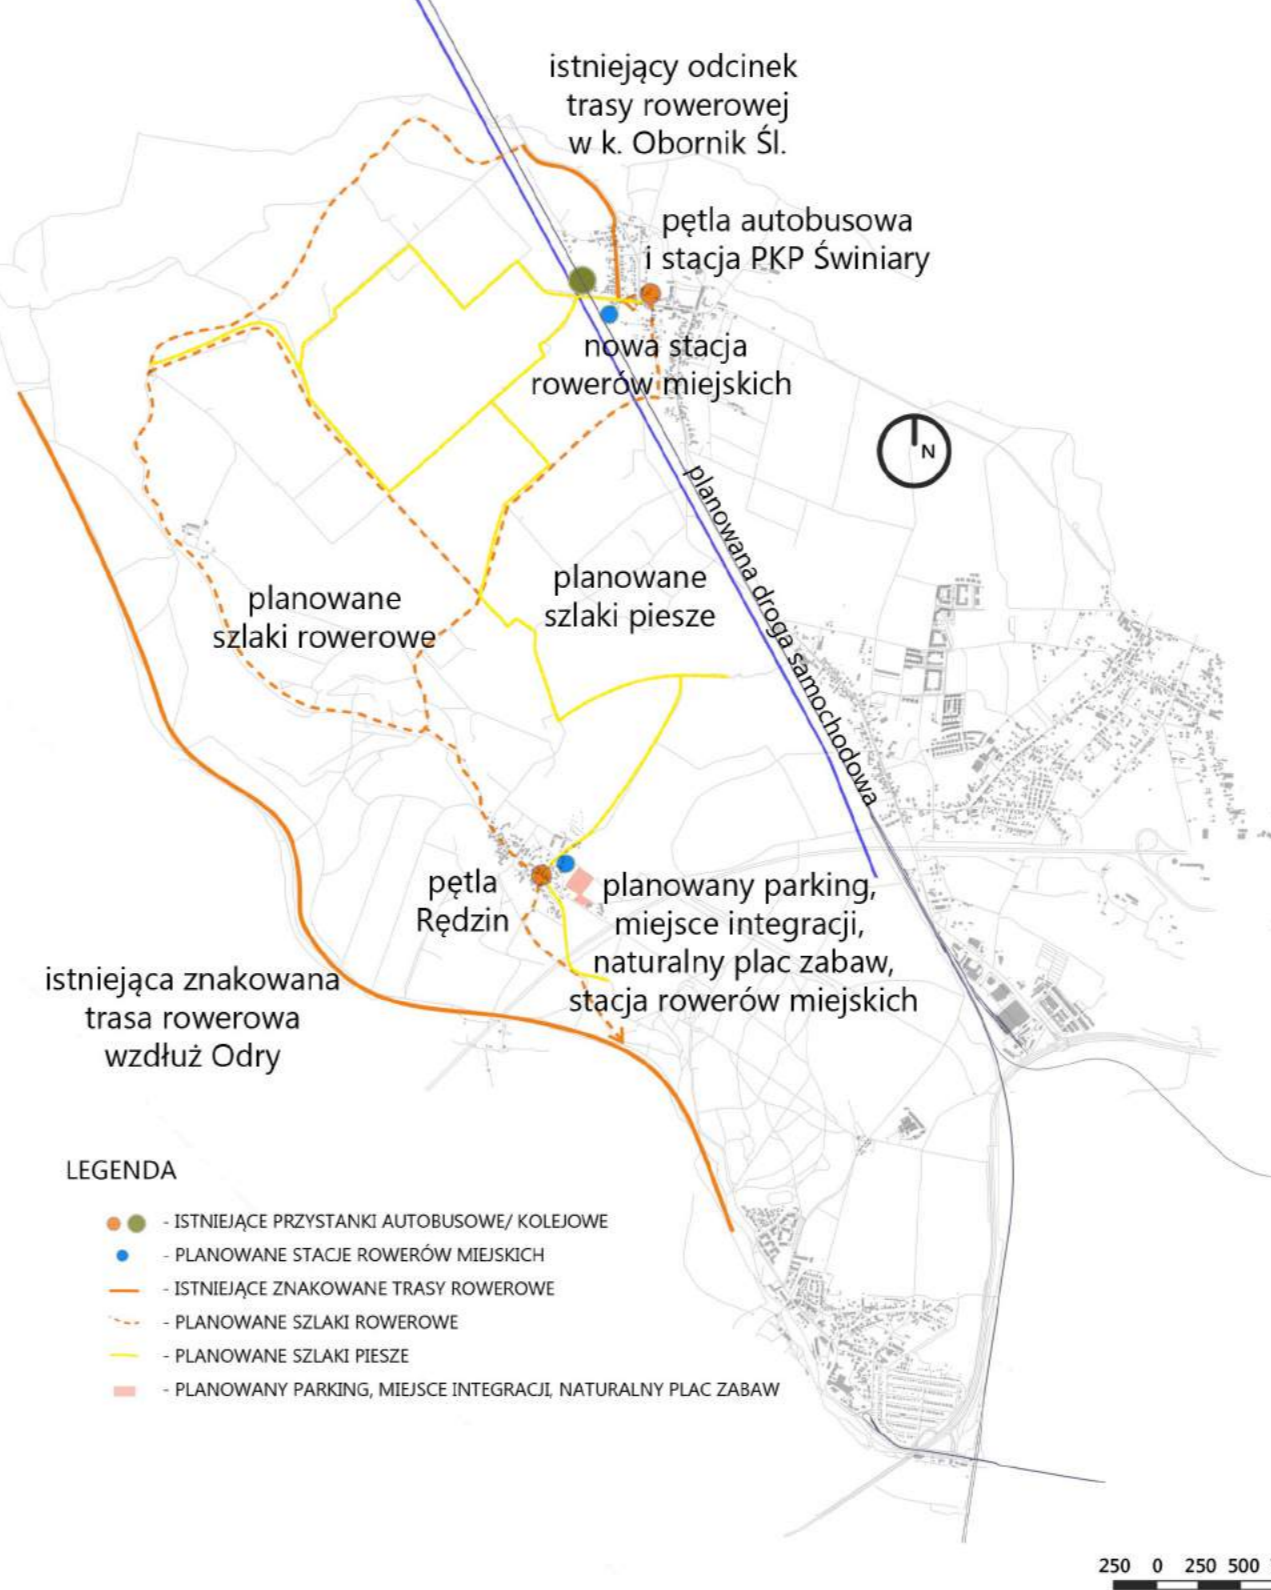 istniejący odcinek
trasy rowerowej
w k. Obornik Śl.
pętla autobusowa
i stacja PKP Świniary
nowa stacja
rowerów miejskich
N
planowana droga samochodowa
planowane
szlaki piesze
planowane
szlaki rowerowe
pętla
Rędzin
planowany parking,
miejsce integracji,
naturalny plac zabaw,
stacja rowerów miejskich
istniejąca znakowana
trasa rowerowa
wzdłuż Odry
LEGENDA
- ISTNIEJĄCE PRZYSTANKI AUTOBUSOWE/ KOLEJOWE
- PLANOWANE STACJE ROWERÓW MIEJSKICH
- ISTNIEJĄCE ZNAKOWANE TRASY ROWEROWE
- PLANOWANE SZLAKI ROWEROWE
- PLANOWANE SZLAKI PIESZE
- PLANOWANY PARKING, MIEJSCE INTEGRACJI, NATURALNY PLAC ZABAW
250 0 250 500